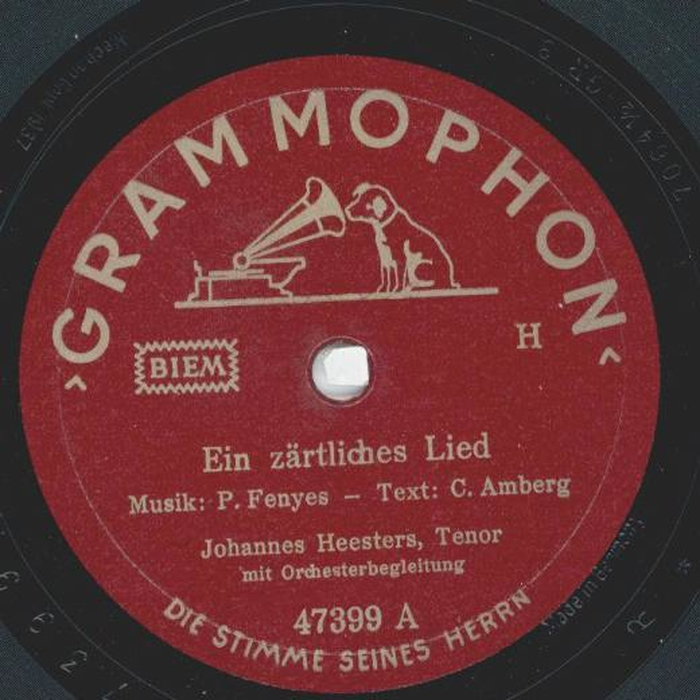 GRAMMOPHON
BIEM
H
Ein zärtliches Lied
Musik: P. Fenyes – Text: C. Amberg
Johannes Heesters, Tenor
mit Orchesterbegleitung
47399 A
DIE STIMME SEINES HERRN